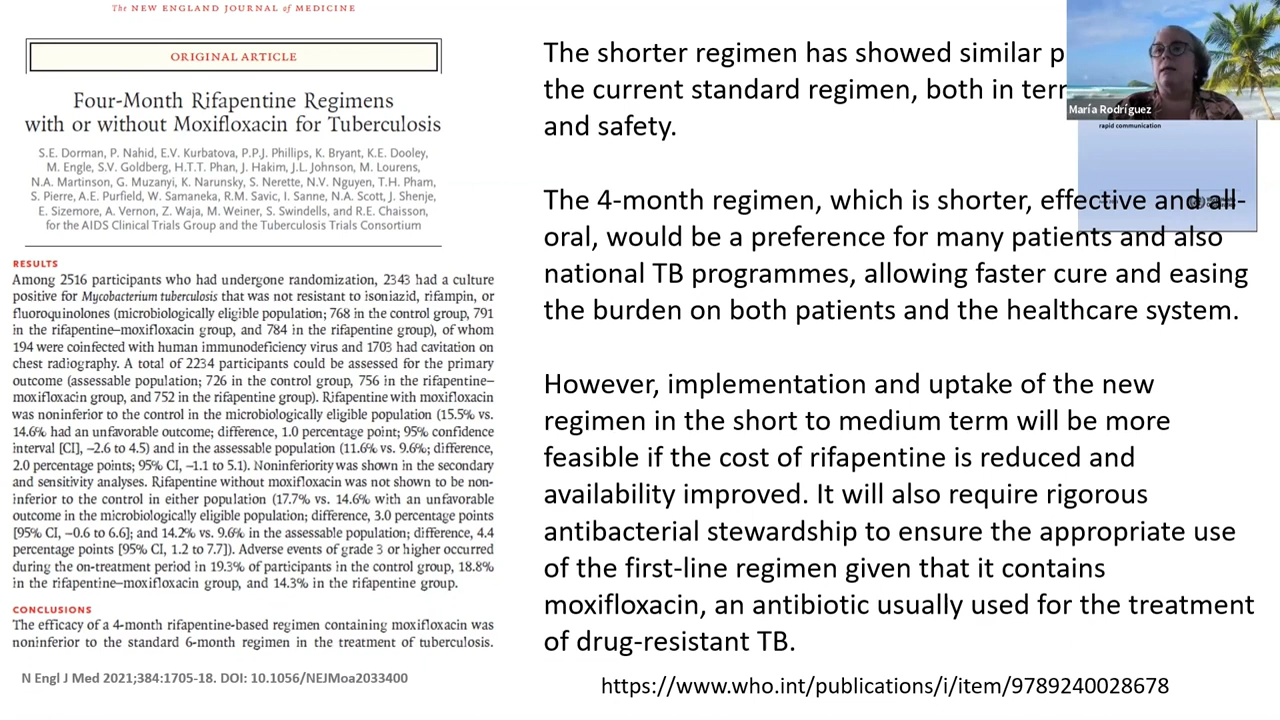 The NEW ENGLAND JOURNAL of MEDICINE
ORIGINAL ARTICLE
Four-Month Rifapentine Regimens
with or without Moxifloxacin for Tuberculosis
S.E. Dorman, P. Nahid, E.V. Kurbatova, P.P.J. Phillips, K. Bryant, K.E. Dooley,
M. Engle, S.V. Goldberg, H.T.T. Phan, J. Hakim, J.L. Johnson, M. Lourens,
N.A. Martinson, G. Muzanyi, K. Narunsky, S. Nerette, N.V. Nguyen, T.H. Pham,
S. Pierre, A.E. Purfield, W. Samaneka, R.M. Savic, I. Sanne, N.A. Scott, J. Shenje,
E. Sizemore, A. Vernon, Z. Waja, M. Weiner, S. Swindells, and R.E. Chaisson,
for the AIDS Clinical Trials Group and the Tuberculosis Trials Consortium
RESULTS
Among 2516 participants who had undergone randomization, 2343 had a culture
positive for Mycobacterium tuberculosis that was not resistant to isoniazid, rifampin, or
fluoroquinolones (microbiologically eligible population; 768 in the control group, 791
in the rifapentine–moxifloxacin group, and 784 in the rifapentine group), of whom
194 were coinfected with human immunodeficiency virus and 1703 had cavitation on
chest radiography. A total of 2234 participants could be assessed for the primary
outcome (assessable population; 726 in the control group, 756 in the rifapentine–
moxifloxacin group, and 752 in the rifapentine group). Rifapentine with moxifloxacin
was noninferior to the control in the microbiologically eligible population (15.5% vs.
14.6% had an unfavorable outcome; difference, 1.0 percentage point; 95% confidence
interval [CI], −2.6 to 4.5) and in the assessable population (11.6% vs. 9.6%; difference,
2.0 percentage points; 95% CI, −1.1 to 5.1). Noninferiority was shown in the secondary
and sensitivity analyses. Rifapentine without moxifloxacin was not shown to be non-
inferior to the control in either population (17.7% vs. 14.6% with an unfavorable
outcome in the microbiologically eligible population; difference, 3.0 percentage points
[95% CI, −0.6 to 6.6]; and 14.2% vs. 9.6% in the assessable population; difference, 4.4
percentage points [95% CI, 1.2 to 7.7]). Adverse events of grade 3 or higher occurred
during the on-treatment period in 19.3% of participants in the control group, 18.8%
in the rifapentine–moxifloxacin group, and 14.3% in the rifapentine group.
CONCLUSIONS
The efficacy of a 4-month rifapentine-based regimen containing moxifloxacin was
noninferior to the standard 6-month regimen in the treatment of tuberculosis.
N Engl J Med 2021;384:1705-18. DOI: 10.1056/NEJMoa2033400
The shorter regimen has showed similar p
the current standard regimen, both in terr
and safety.
María Rodríguez
rapid communication
The 4-month regimen, which is shorter, effective and all-
oral, would be a preference for many patients and also
national TB programmes, allowing faster cure and easing
the burden on both patients and the healthcare system.
However, implementation and uptake of the new
regimen in the short to medium term will be more
feasible if the cost of rifapentine is reduced and
availability improved. It will also require rigorous
antibacterial stewardship to ensure the appropriate use
of the first-line regimen given that it contains
moxifloxacin, an antibiotic usually used for the treatment
of drug-resistant TB.
https://www.who.int/publications/i/item/9789240028678